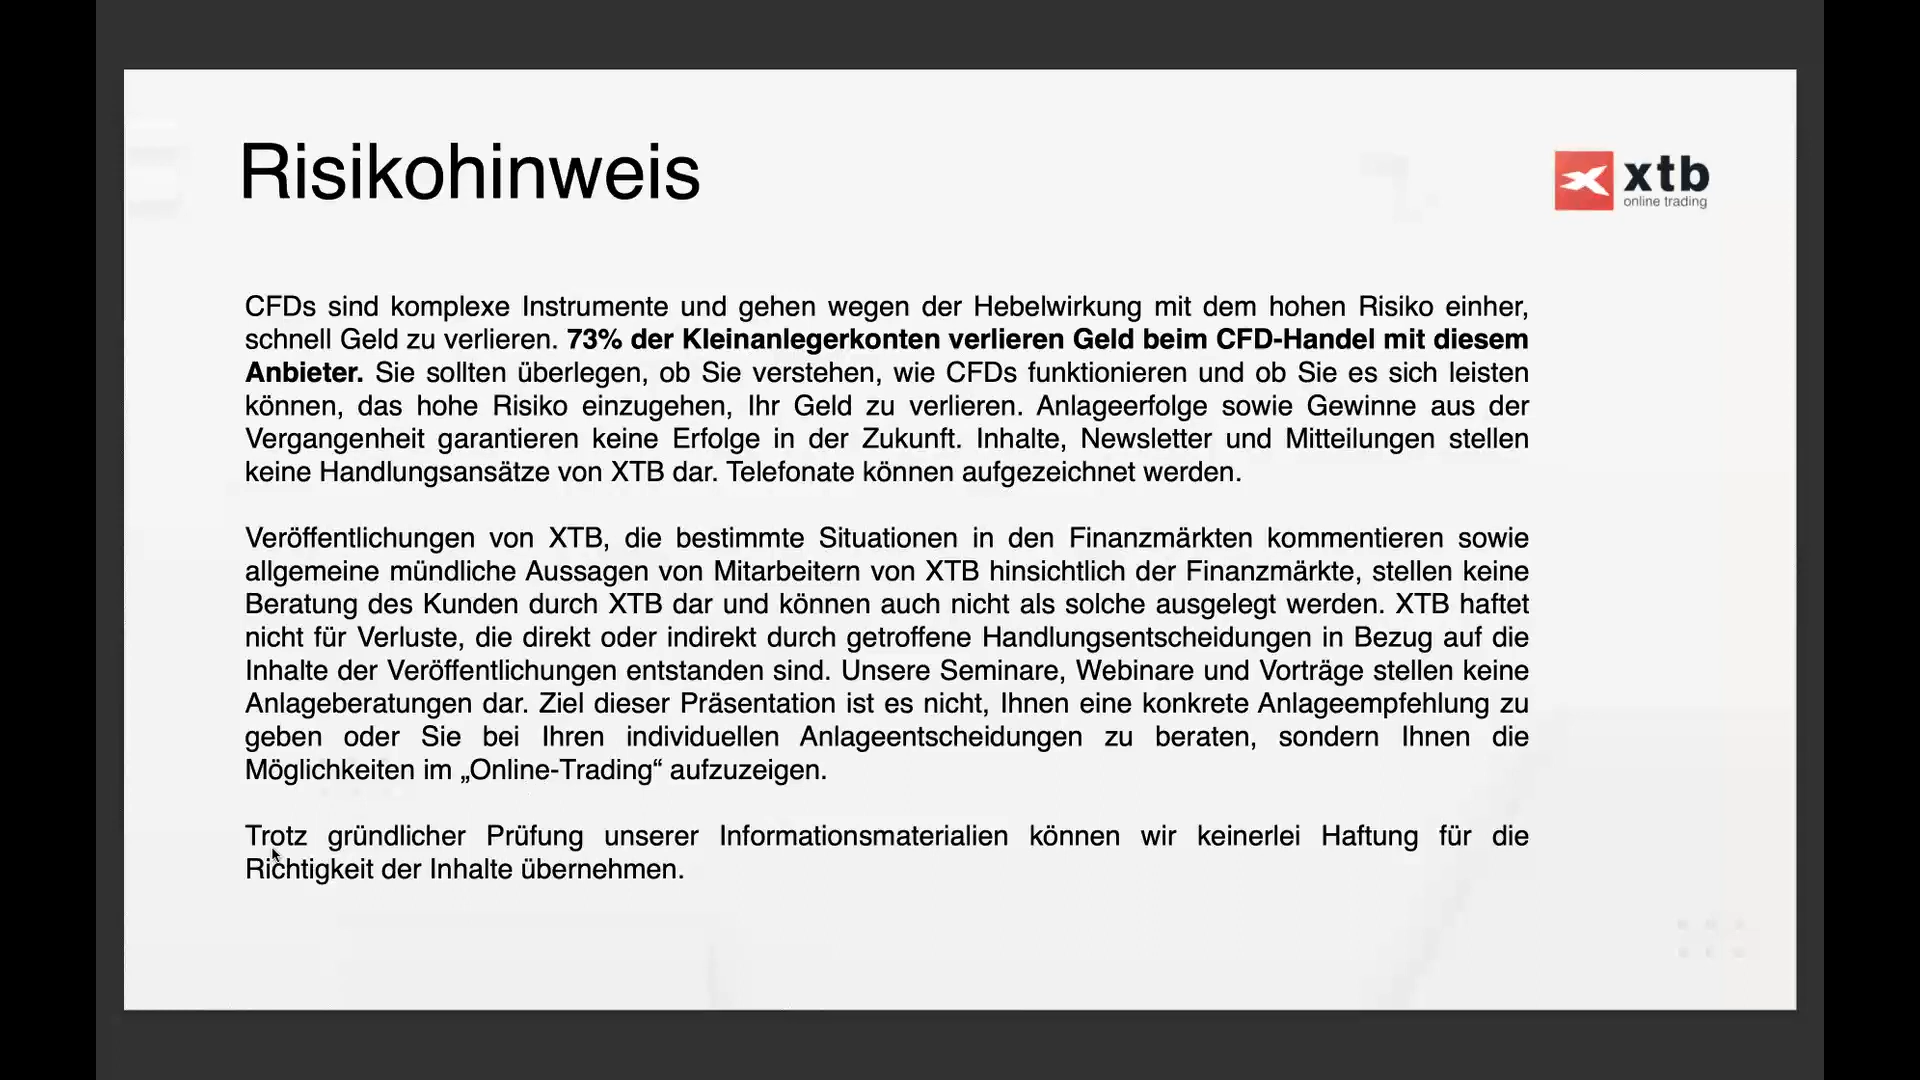 Risikohinweis
xtb
online trading
CFDs sind komplexe Instrumente und gehen wegen der Hebelwirkung mit dem hohen Risiko einher,
schnell Geld zu verlieren. 73% der Kleinanlegerkonten verlieren Geld beim CFD-Handel mit diesem
Anbieter. Sie sollten überlegen, ob Sie verstehen, wie CFDs funktionieren und ob Sie es sich leisten
können, das hohe Risiko einzugehen, Ihr Geld zu verlieren. Anlageerfolge sowie Gewinne aus der
Vergangenheit garantieren keine Erfolge in der Zukunft. Inhalte, Newsletter und Mitteilungen stellen
keine Handlungsansätze von XTB dar. Telefonate können aufgezeichnet werden.
Veröffentlichungen von XTB, die bestimmte Situationen in den Finanzmärkten kommentieren sowie
allgemeine mündliche Aussagen von Mitarbeitern von XTB hinsichtlich der Finanzmärkte, stellen keine
Beratung des Kunden durch XTB dar und können auch nicht als solche ausgelegt werden. XTB haftet
nicht für Verluste, die direkt oder indirekt durch getroffene Handlungsentscheidungen in Bezug auf die
Inhalte der Veröffentlichungen entstanden sind. Unsere Seminare, Webinare und Vorträge stellen keine
Anlageberatungen dar. Ziel dieser Präsentation ist es nicht, Ihnen eine konkrete Anlageempfehlung zu
geben oder Sie bei Ihren individuellen Anlageentscheidungen zu beraten, sondern Ihnen die
Möglichkeiten im „Online-Trading“ aufzuzeigen.
Trotz gründlicher Prüfung unserer Informationsmaterialien können wir keinerlei Haftung für die
Richtigkeit der Inhalte übernehmen.